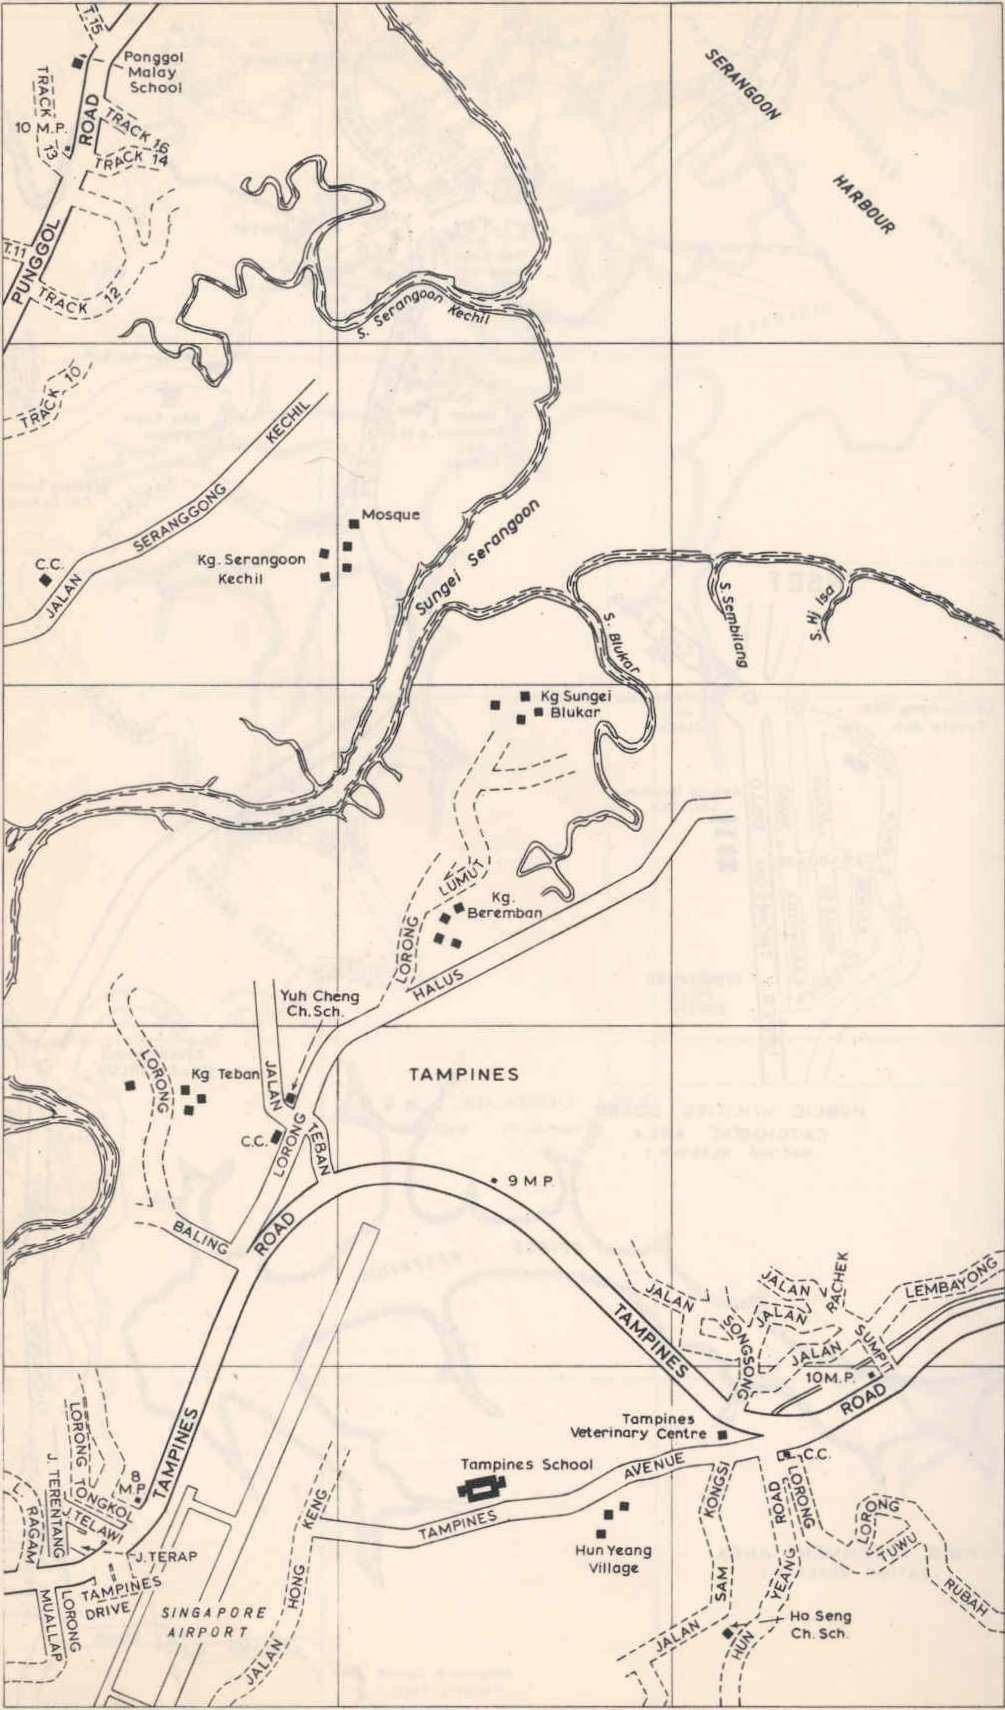 T.15
Ponggol
Malay
School
TRACK 13
10 M.P.
PUNGGOL ROAD
TRACK 16
TRACK 14
T.11
TRACK 12
SERANGOON
HARBOUR
S. Serangoon Kechil
TRACK 10
JALAN SERANGGONG KECHIL
C.C.
Mosque
Kg. Serangoon
Kechil
Sungei Serangoon
S. Blukar
S. Sembilang
S. Hj Isa
Kg Sungei
Blukar
LORONG LUMUT
Kg.
Beremban
LORONG HALUS
Yuh Cheng
Ch. Sch.
LORONG BALING
Kg Teban
JALAN TEBAN
C.C.
TAMPINES
9 M P.
TAMPINES ROAD
JALAN SONGSONG
JALAN
JALAN
RACHEK
JALAN SUMPIT
LEMBAYONG
10 M.P.
TAMPINES ROAD
Tampines
Veterinary Centre
Tampines School
TAMPINES AVENUE
C.C.
Hun Yeang
Village
JALAN SAM KONGSI
HUN YEANG ROAD
LORONG RUBAH
LORONG TUWU
Ho Seng
Ch. Sch.
LORONG TONGKOL
8
M.P.
J. TERENTANG
J TELAWI
J. TERAP
RAGAM
TAMPINES
DRIVE
LORONG MUALLAP
SINGAPORE
AIRPORT
JALAN HONG KENG